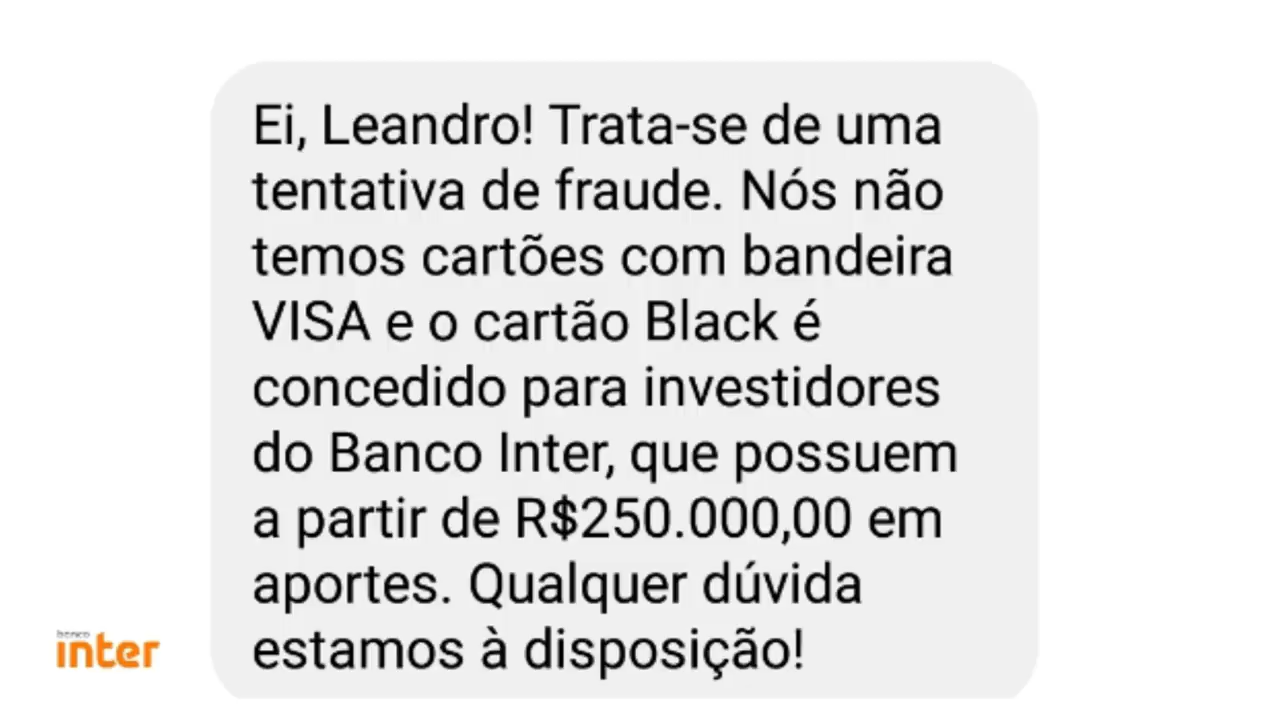 Ei, Leandro! Trata-se de uma
tentativa de fraude. Nós não
temos cartões com bandeira
VISA e o cartão Black é
concedido para investidores
do Banco Inter, que possuem
a partir de R$250.000,00 em
aportes. Qualquer dúvida
estamos à disposição!
banco
inter